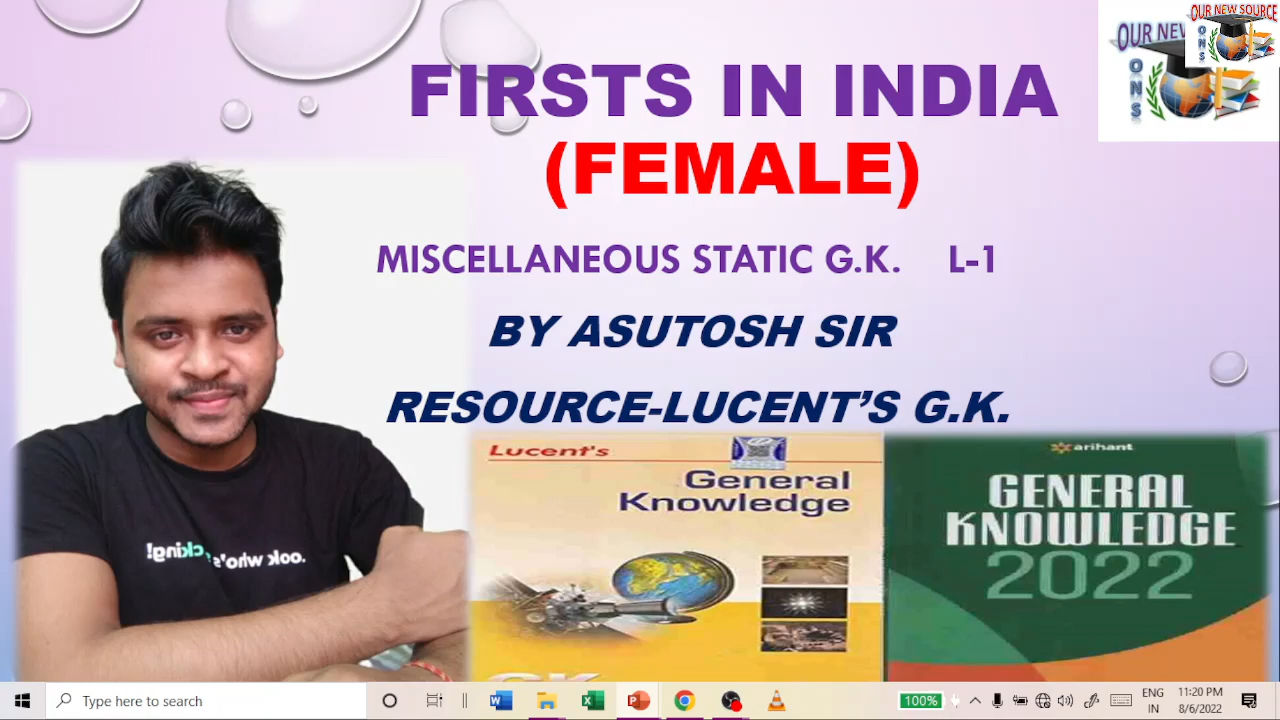 OUR NEW SOURCE
OUR NEW
ONS
ONS
FIRSTS IN INDIA
(FEMALE)
MISCELLANEOUS STATIC G.K. L-1
BY ASUTOSH SIR
RESOURCE-LUCENT’S G.K.
Lucent's
General
Knowledge
arihant
GENERAL
KNOWLEDGE
2022
GK
Type here to search
100%
ENG
IN
11:20 PM
8/6/2022